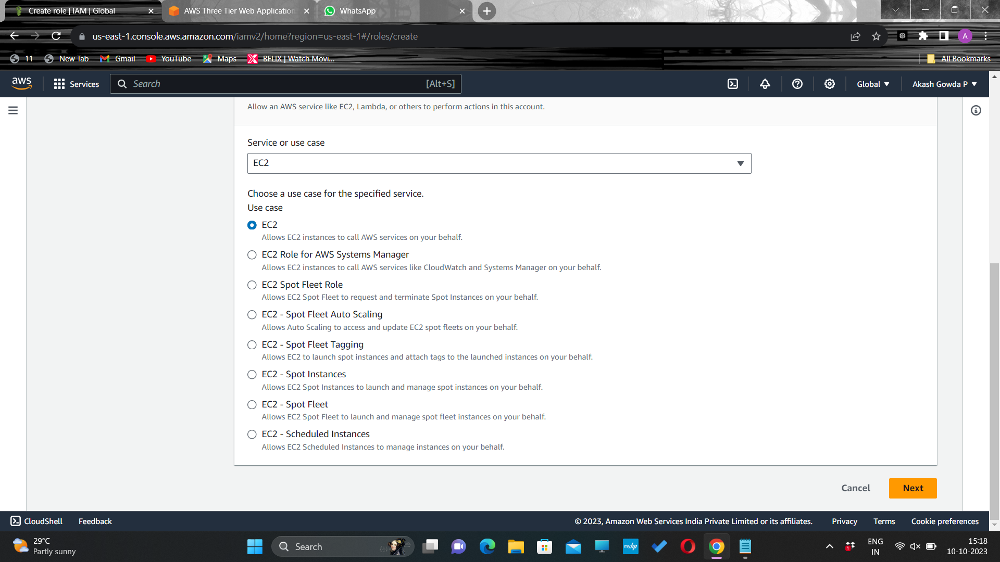 Create role | IAM | Global
AWS Three Tier Web Application
WhatsApp
us-east-1.console.aws.amazon.com/iamv2/home?region=us-east-1#/roles/create
A
11
New Tab
Gmail
YouTube
Maps
BFLIX | Watch Movi...
All Bookmarks
aws
Services
Search
[Alt+S]
Global
Akash Gowda P
Allow an AWS service like EC2, Lambda, or others to perform actions in this account.
Service or use case
EC2
Choose a use case for the specified service.
Use case
EC2
Allows EC2 instances to call AWS services on your behalf.
EC2 Role for AWS Systems Manager
Allows EC2 instances to call AWS services like CloudWatch and Systems Manager on your behalf.
EC2 Spot Fleet Role
Allows EC2 Spot Fleet to request and terminate Spot Instances on your behalf.
EC2 - Spot Fleet Auto Scaling
Allows Auto Scaling to access and update EC2 spot fleets on your behalf.
EC2 - Spot Fleet Tagging
Allows EC2 to launch spot instances and attach tags to the launched instances on your behalf.
EC2 - Spot Instances
Allows EC2 Spot Instances to launch and manage spot instances on your behalf.
EC2 - Spot Fleet
Allows EC2 Spot Fleet to launch and manage spot fleet instances on your behalf.
EC2 - Scheduled Instances
Allows EC2 Scheduled Instances to manage instances on your behalf.
Cancel
Next
CloudShell
Feedback
© 2023, Amazon Web Services India Private Limited or its affiliates.
Privacy
Terms
Cookie preferences
29°C
Partly sunny
Search
myhp
1
ENG
IN
15:18
10-10-2023